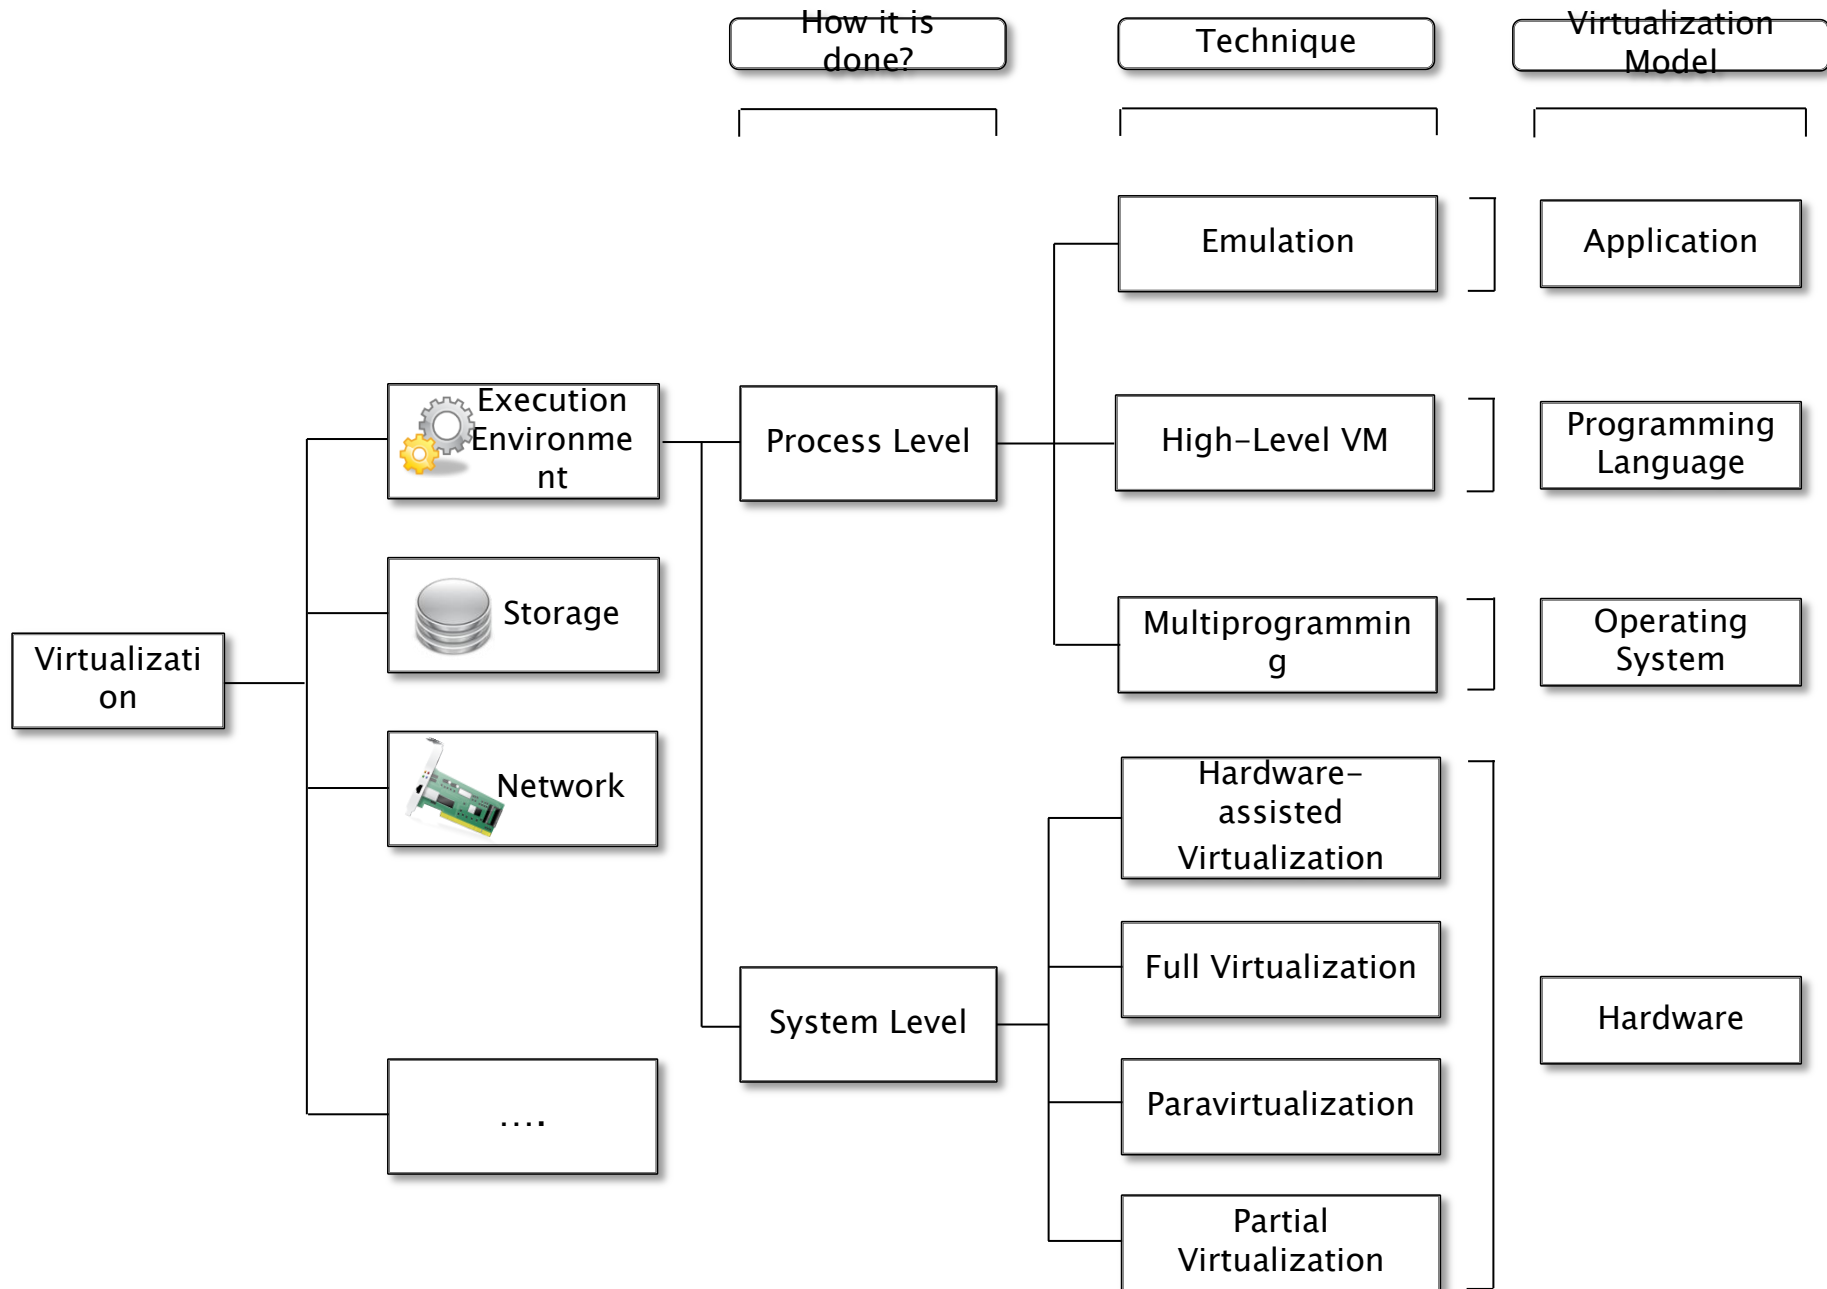 How it is
done?
Technique
Virtualization
Model
Emulation
Application
Execution
Environme
nt
Process Level
High-Level VM
Programming
Language
Storage
Multiprogrammin
g
Operating
System
Virtualizati
on
Network
Hardware-
assisted
Virtualization
Full Virtualization
System Level
Hardware
Paravirtualization
....
Partial
Virtualization